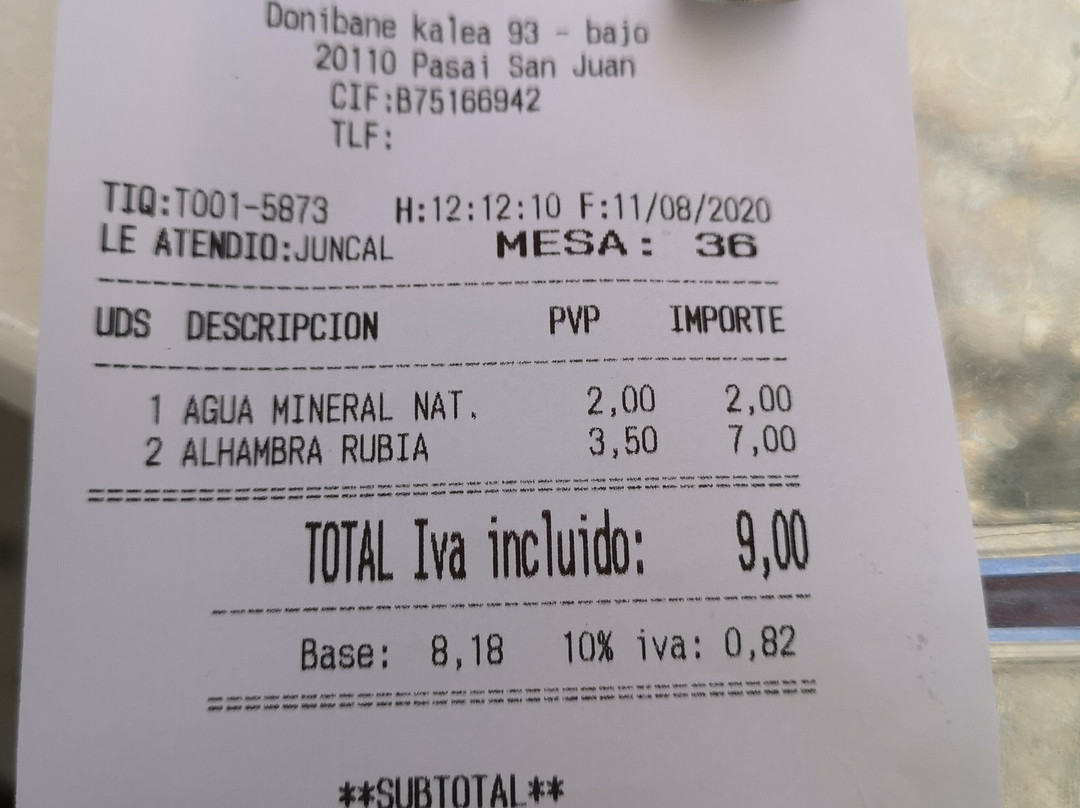 Donibane kalea 93 - bajo
20110 Pasai San Juan
CIF:B75166942
TLF:
TIQ:T001-5873 H:12:12:10 F:11/08/2020
LE ATENDIO:JUNCAL MESA: 36
UDS DESCRIPCION PVP IMPORTE
1 AGUA MINERAL NAT. 2,00 2,00
2 ALHAMBRA RUBIA 3,50 7,00
TOTAL Iva incluido: 9,00
Base: 8,18 10% iva: 0,82
**SUBTOTAL**